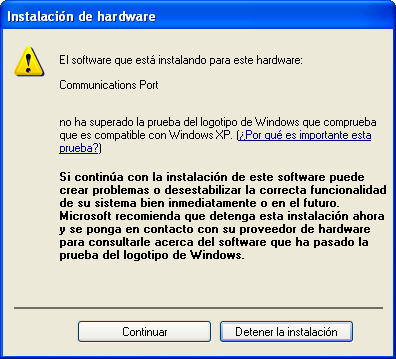 Instalación de hardware
El software que está instalando para este hardware:
Communications Port
no ha superado la prueba del logotipo de Windows que comprueba
que es compatible con Windows XP. (¿Por qué es importante esta
prueba?)
Si continúa con la instalación de este software puede
crear problemas o desestabilizar la correcta funcionalidad
de su sistema bien inmediatamente o en el futuro.
Microsoft recomienda que detenga esta instalación ahora
y se ponga en contacto con su proveedor de hardware
para consultarle acerca del software que ha pasado la
prueba del logotipo de Windows.
Continuar
Detener la instalación